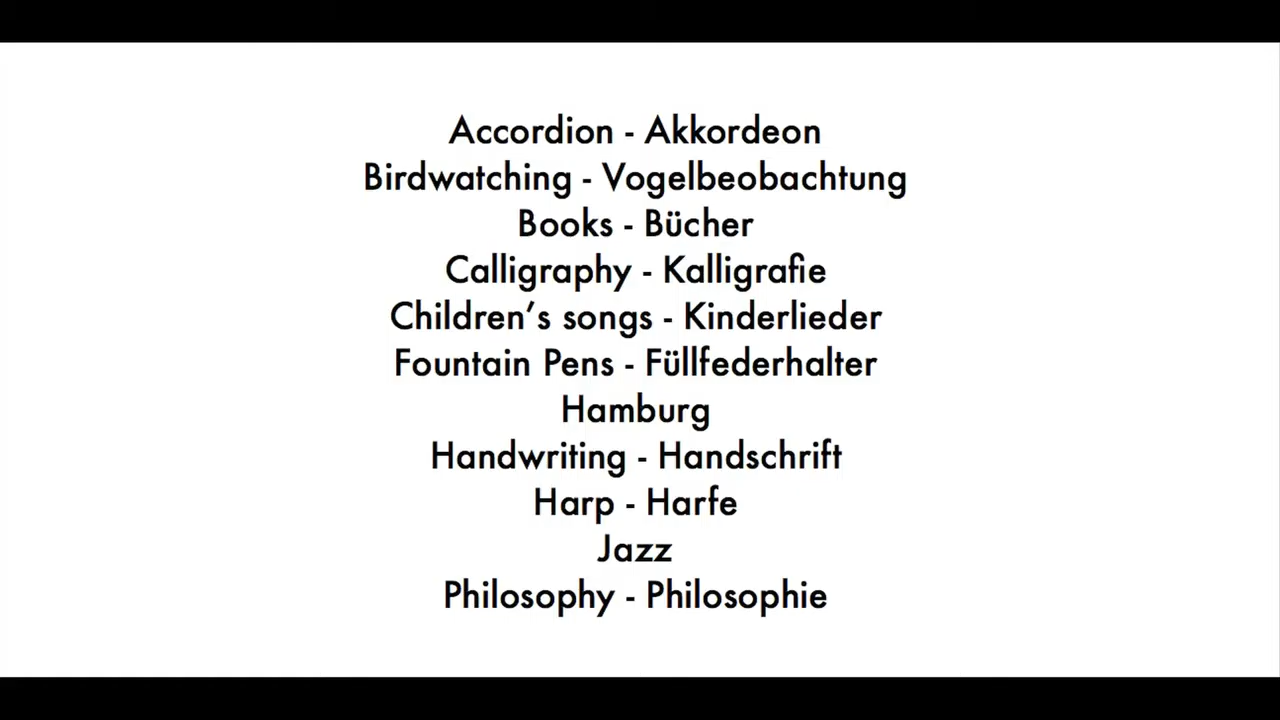 Accordion - Akkordeon
Birdwatching - Vogelbeobachtung
Books - Bücher
Calligraphy - Kalligrafie
Children’s songs - Kinderlieder
Fountain Pens - Füllfederhalter
Hamburg
Handwriting - Handschrift
Harp - Harfe
Jazz
Philosophy - Philosophie